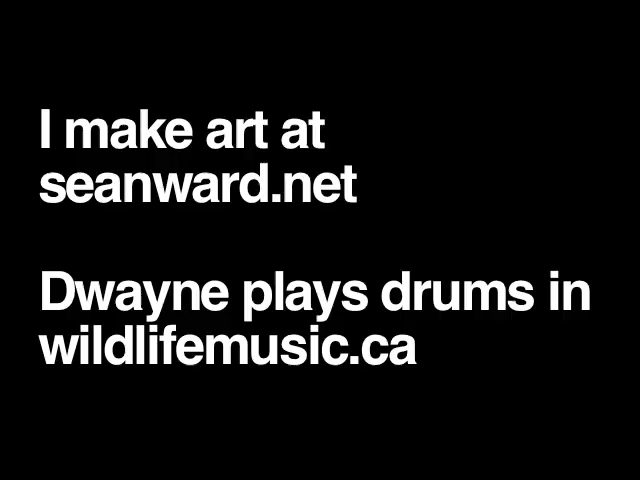 I make art at
seanward.net
Dwayne plays drums in
wildlifemusic.ca